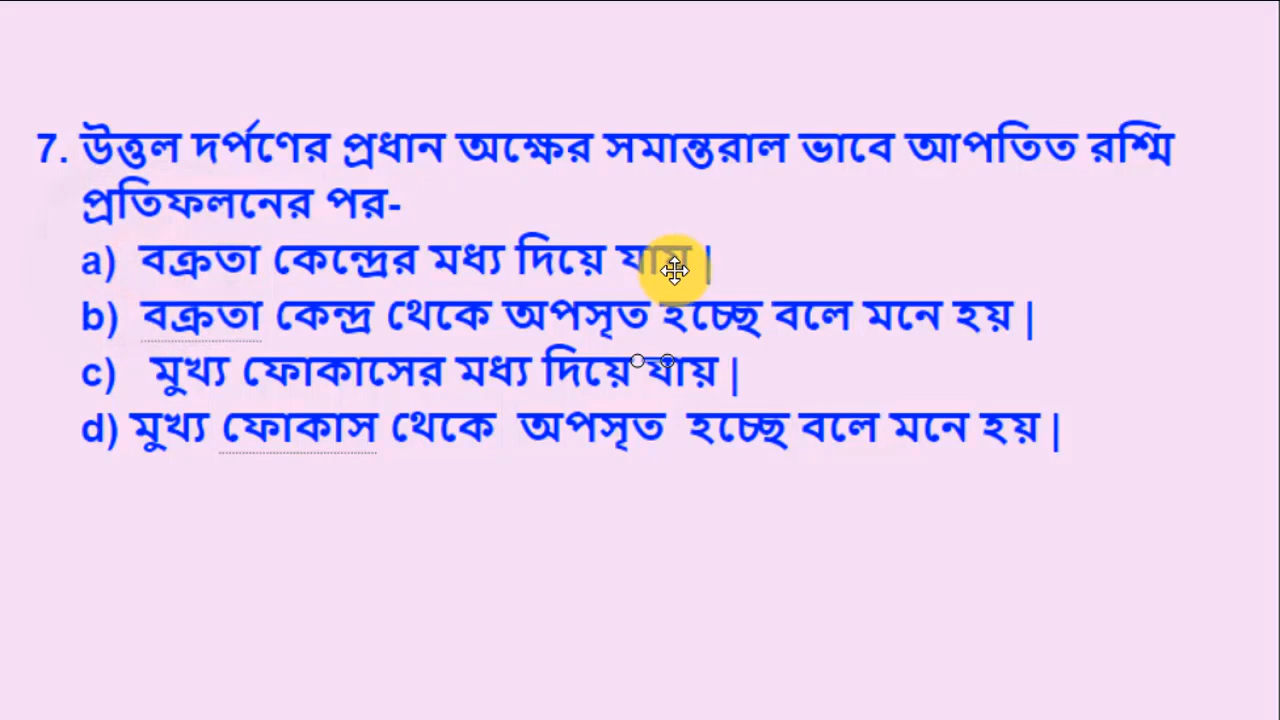 7. উত্তল দর্পণের প্রধান অক্ষের সমান্তরাল ভাবে আপতিত রশ্মি
প্রতিফলনের পর-
a) বক্রতা কেন্দ্রের মধ্য দিয়ে যায় |
b) বক্রতা কেন্দ্র থেকে অপসৃত হচ্ছে বলে মনে হয় |
c) মুখ্য ফোকাসের মধ্য দিয়ে যায় |
d) মুখ্য ফোকাস থেকে অপসৃত হচ্ছে বলে মনে হয় |